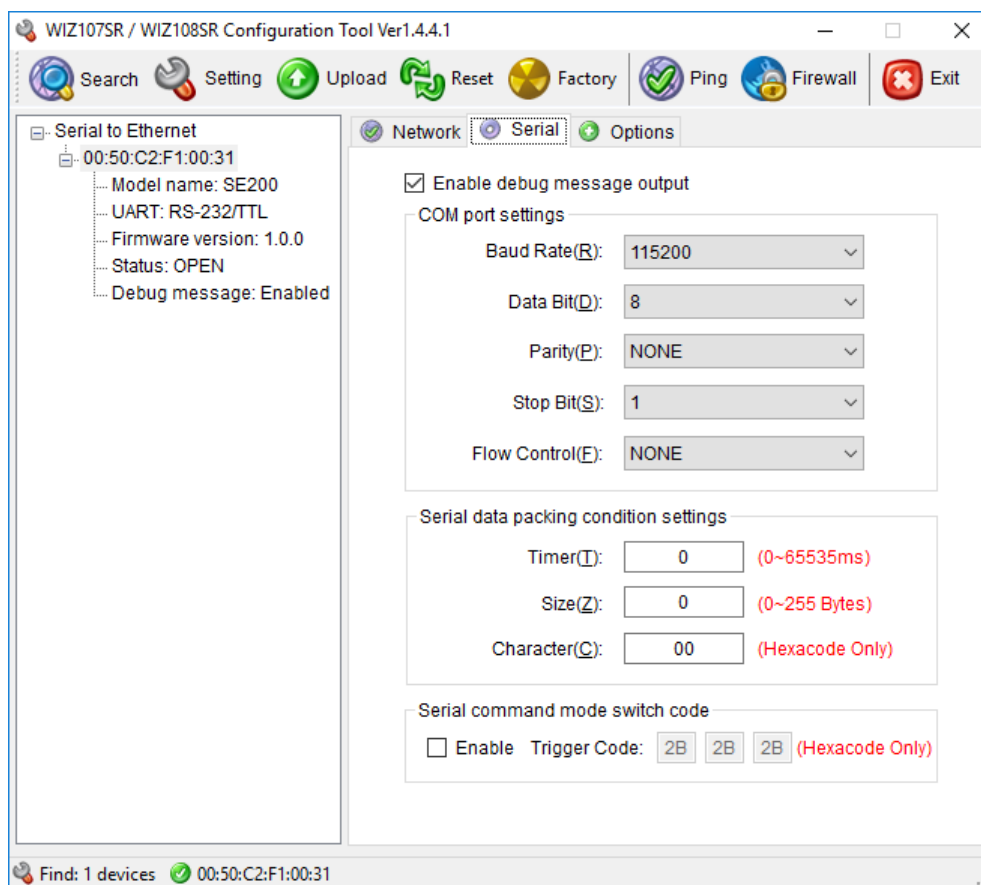 WIZ107SR / WIZ108SR Configuration Tool Ver1.4.4.1
Search Setting Upload Reset Factory Ping Firewall Exit
Serial to Ethernet
00:50:C2:F1:00:31
Model name: SE200
UART: RS-232/TTL
Firmware version: 1.0.0
Status: OPEN
Debug message: Enabled
Network Serial Options
Enable debug message output
COM port settings
Baud Rate(R): 115200
Data Bit(D): 8
Parity(P): NONE
Stop Bit(S): 1
Flow Control(F): NONE
Serial data packing condition settings
Timer(T): 0 (0~65535ms)
Size(Z): 0 (0~255 Bytes)
Character(C): 00 (Hexacode Only)
Serial command mode switch code
Enable Trigger Code: 2B 2B 2B (Hexacode Only)
Find: 1 devices 00:50:C2:F1:00:31